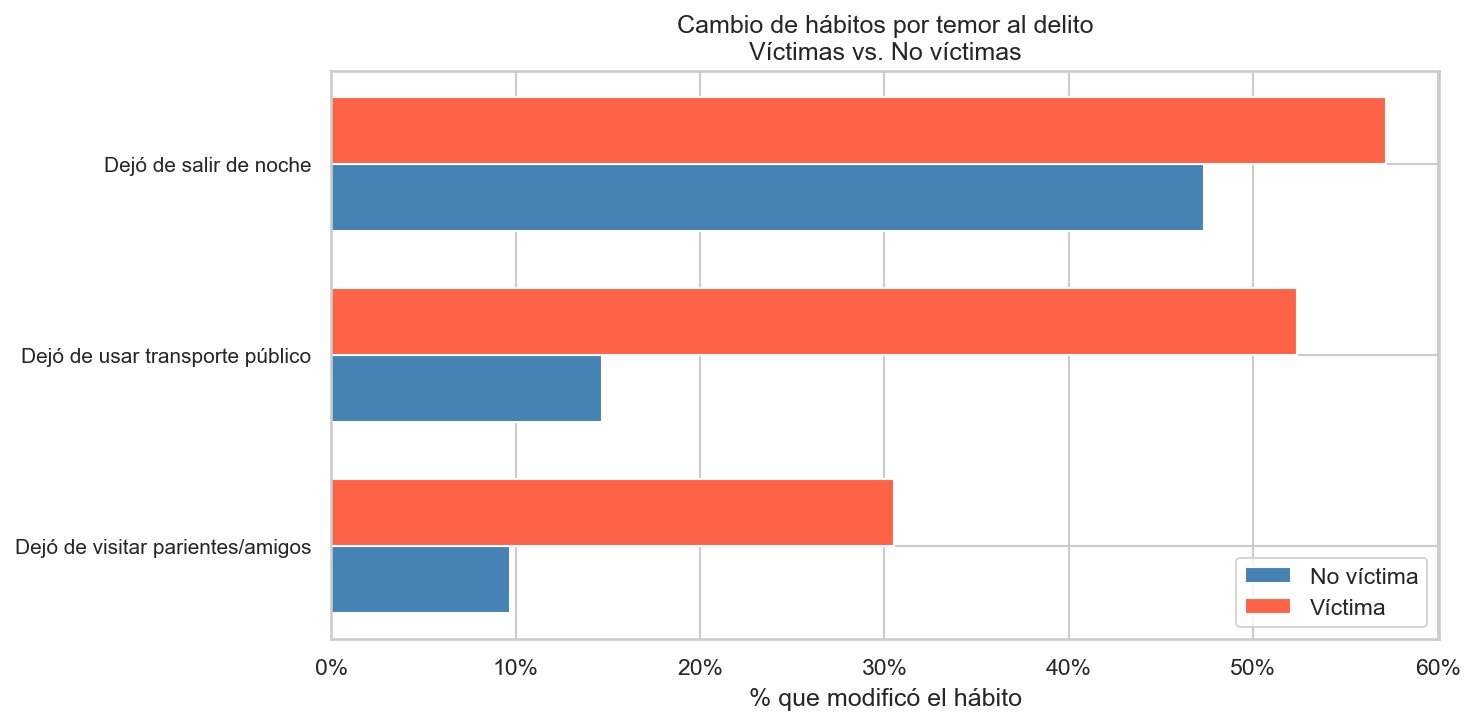 Cambio de hábitos por temor al delito
Víctimas vs. No víctimas
Dejó de salir de noche
Dejó de usar transporte público
Dejó de visitar parientes/amigos
No víctima
Víctima
0% 10% 20% 30% 40% 50% 60%
% que modificó el hábito